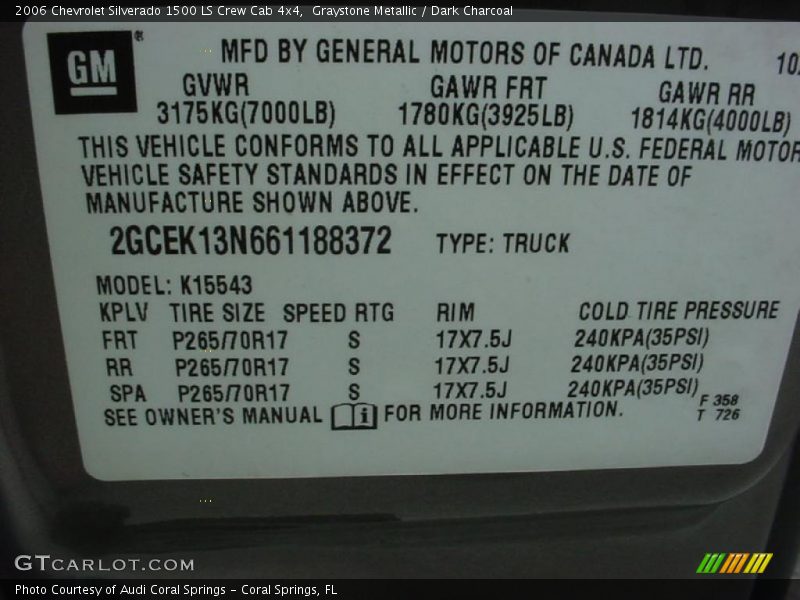 2006 Chevrolet Silverado 1500 LS Crew Cab 4x4, Graystone Metallic / Dark Charcoal
GM ®
MFD BY GENERAL MOTORS OF CANADA LTD.
GVWR GAWR FRT GAWR RR
3175KG(7000LB) 1780KG(3925LB) 1814KG(4000LB)
THIS VEHICLE CONFORMS TO ALL APPLICABLE U.S. FEDERAL MOTOR
VEHICLE SAFETY STANDARDS IN EFFECT ON THE DATE OF
MANUFACTURE SHOWN ABOVE.
2GCEK13N661188372 TYPE: TRUCK
MODEL: K15543
KPLV TIRE SIZE SPEED RTG RIM COLD TIRE PRESSURE
FRT P265/70R17 S 17X7.5J 240KPA(35PSI)
RR P265/70R17 S 17X7.5J 240KPA(35PSI)
SPA P265/70R17 S 17X7.5J 240KPA(35PSI)
SEE OWNER'S MANUAL i FOR MORE INFORMATION.
F 358
T 726
GTCARLOT.COM
Photo Courtesy of Audi Coral Springs – Coral Springs, FL